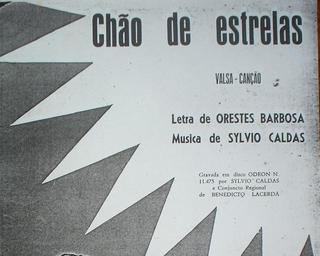 Chão de estrelas
VALSA - CANÇÃO
Letra de ORESTES BARBOSA
Musica de SYLVIO CALDAS
Gravada em disco ODEON N.
11.475 por SYLVIO CALDAS
e Conjuncto Regional
de BENEDICTO LACERDA